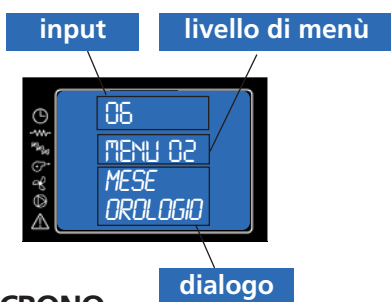 input
livello di menù
06
MENU 02
MESE
OROLOGIO
dialogo
CRONO